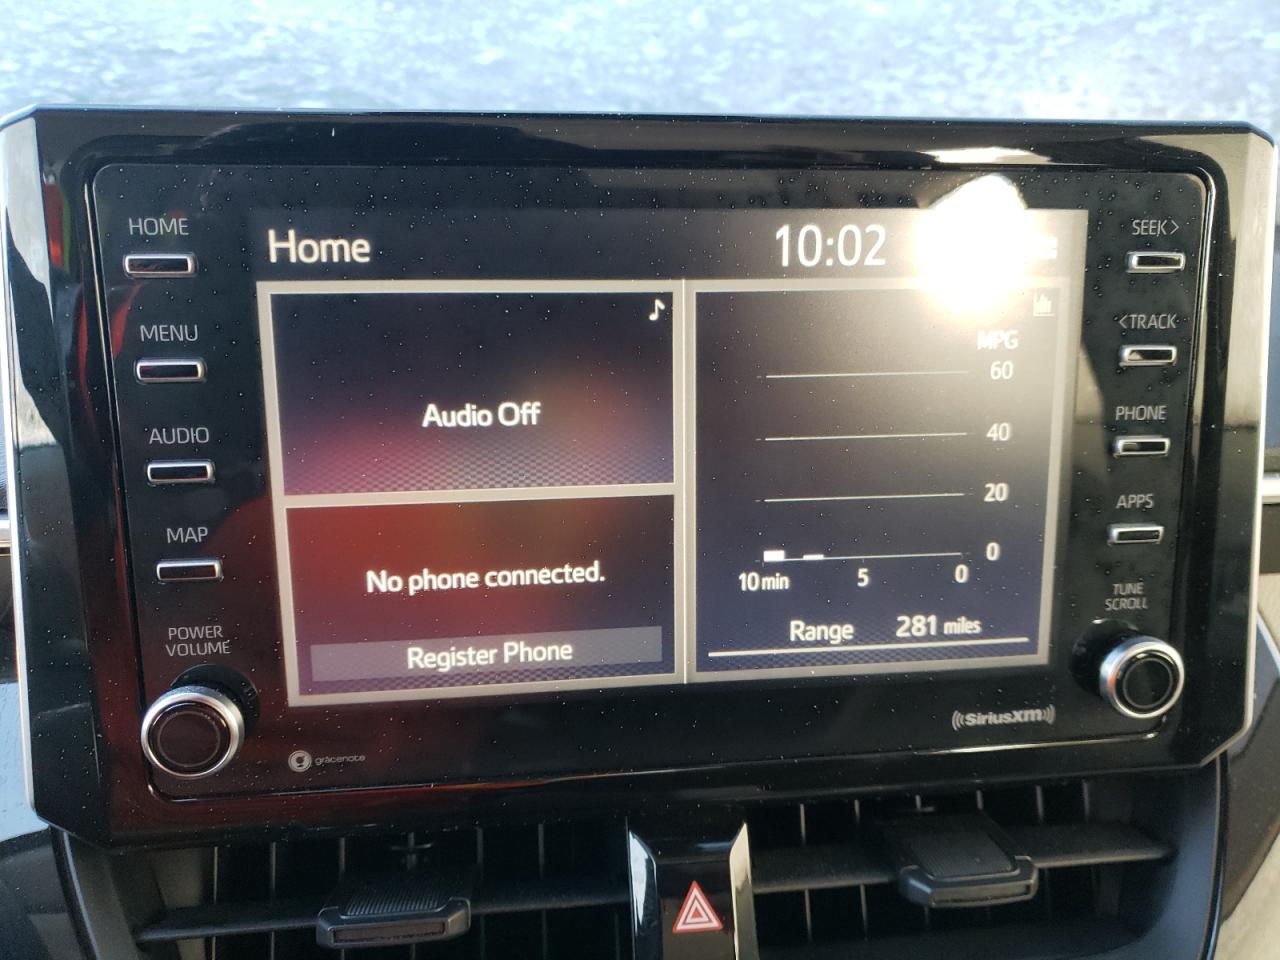 HOME
MENU
AUDIO
MAP
POWER
VOLUME
Home
10:02
Audio Off
No phone connected.
Register Phone
MPG
60
40
20
0
10 min 5 0
Range 281 miles
gracenote
SiriusXM
SEEK>
<TRACK
PHONE
APPS
TUNE
SCROLL